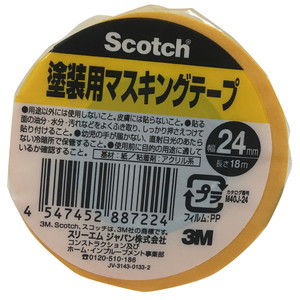 Scotch®
塗装用マスキングテープ
●用途以外には使用しないこと。皮膚には貼らないこと。●貼る
面の油分・水分・汚れなどをよくふき取り、しっかり押さえつけて
貼り付けること。●幼児の手が届かない、直射日光のあたら
ない冷暗所で保管すること。●使用前に目的の用途に適して
いるか確認すること。
幅24mm
長さ18m
基材:紙/粘着剤:アクリル系
4 547452 887224
プラ
フィルム:PP
カタログ番号
M40J-24
3M
3M、Scotch、スコッチは、3M社の商標です。
スリーエム ジャパン株式会社
コンストラクション及び
ホーム・インプルーブメント事業部
0120-510-186
JV-3143-0133-2